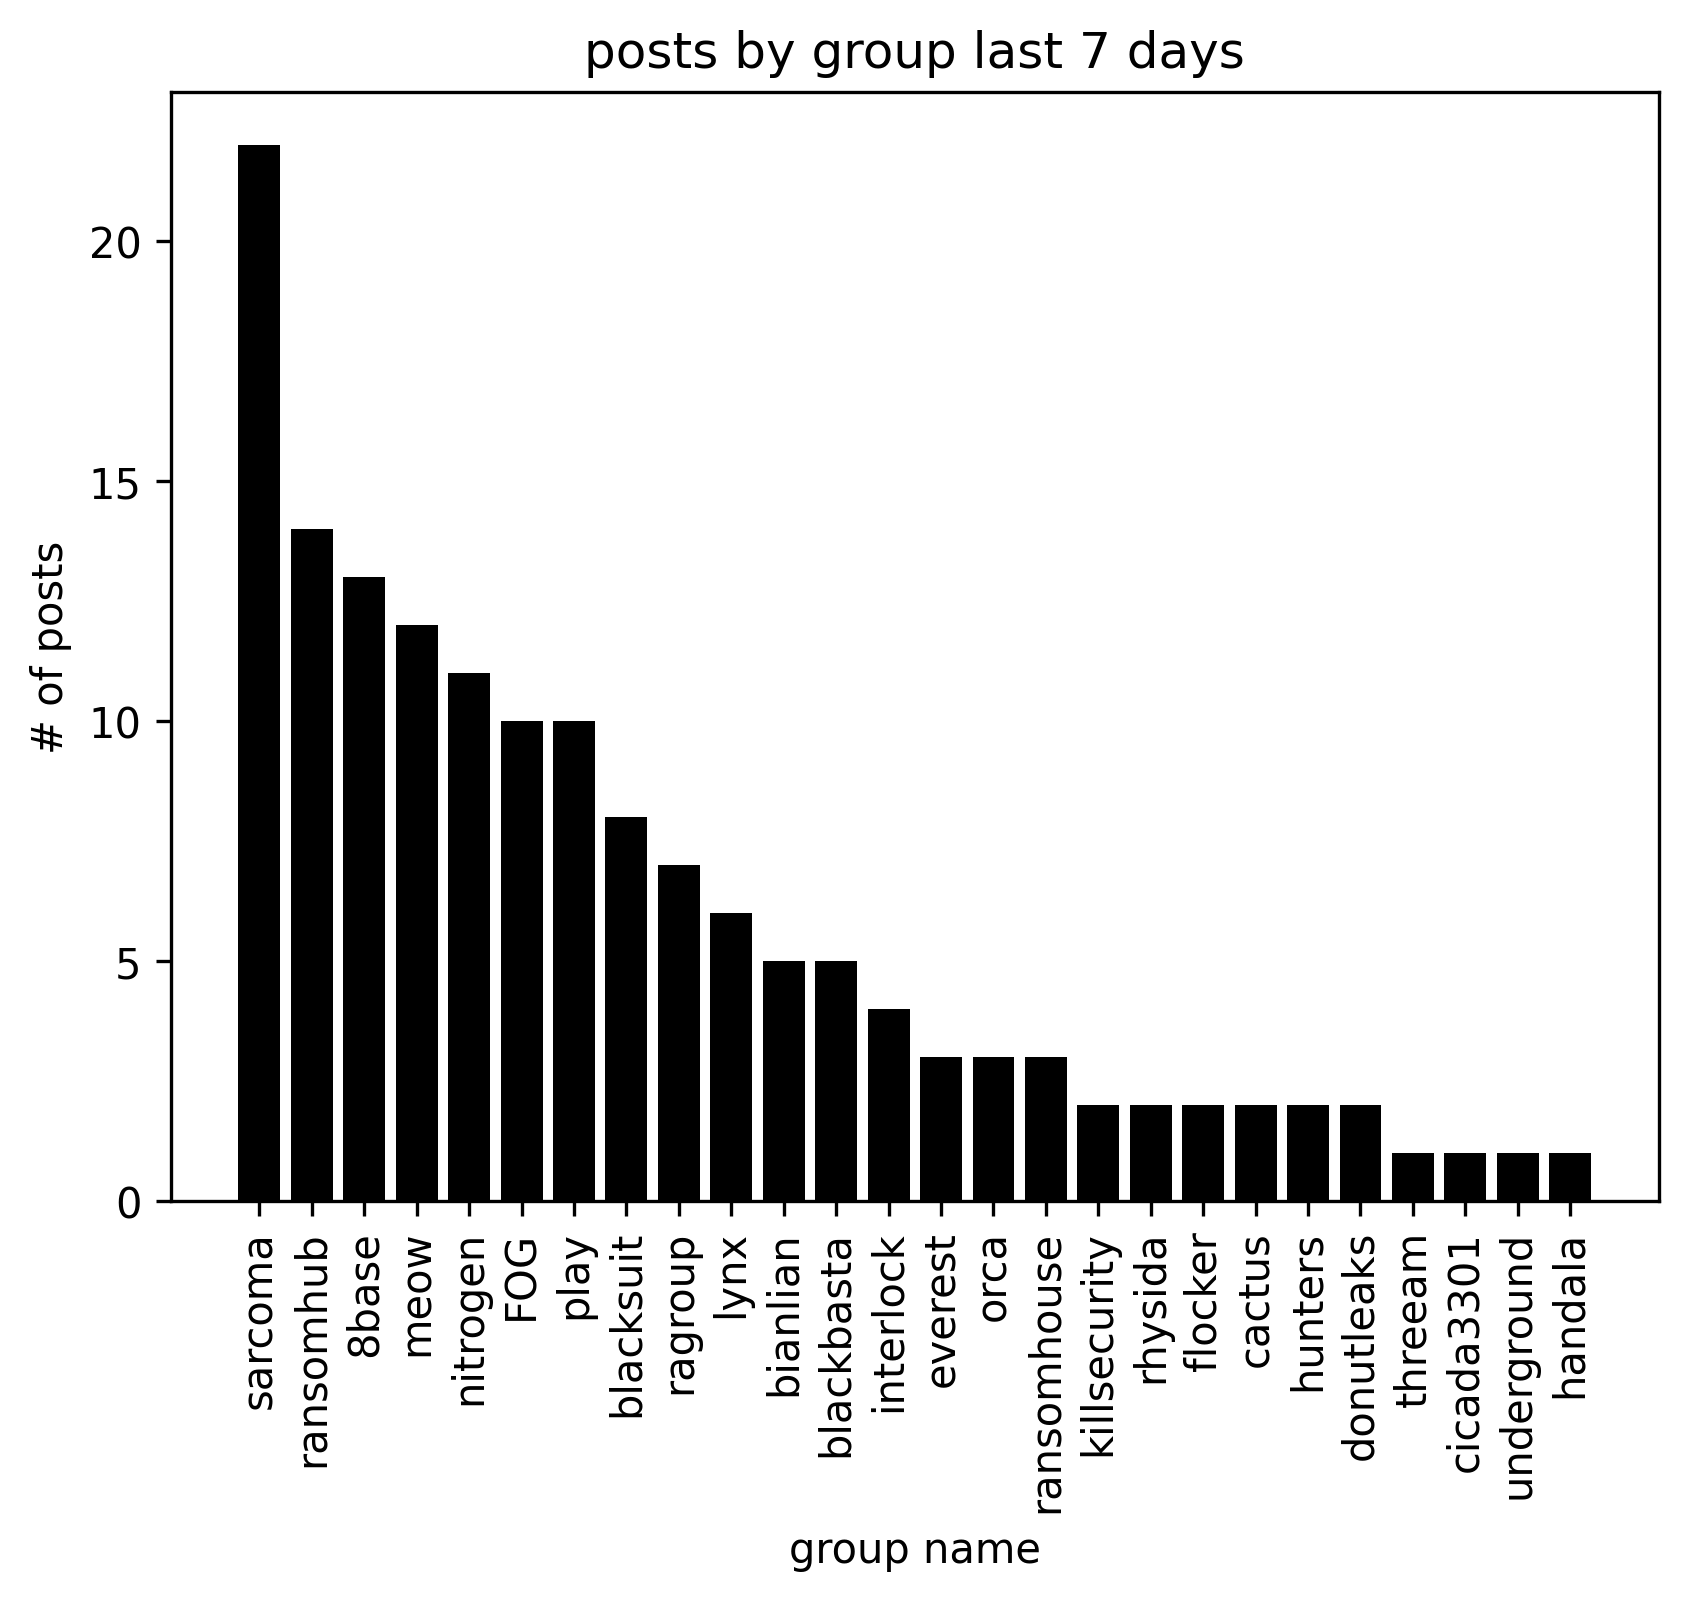 posts by group last 7 days
# of posts
20
15
10
5
0
sarcoma
ransomhub
8base
meow
nitrogen
FOG
play
blacksuit
ragroup
lynx
bianlian
blackbasta
interlock
everest
orca
ransomhouse
killsecurity
rhysida
flocker
cactus
hunters
donutleaks
threeam
cicada3301
underground
handala
group name